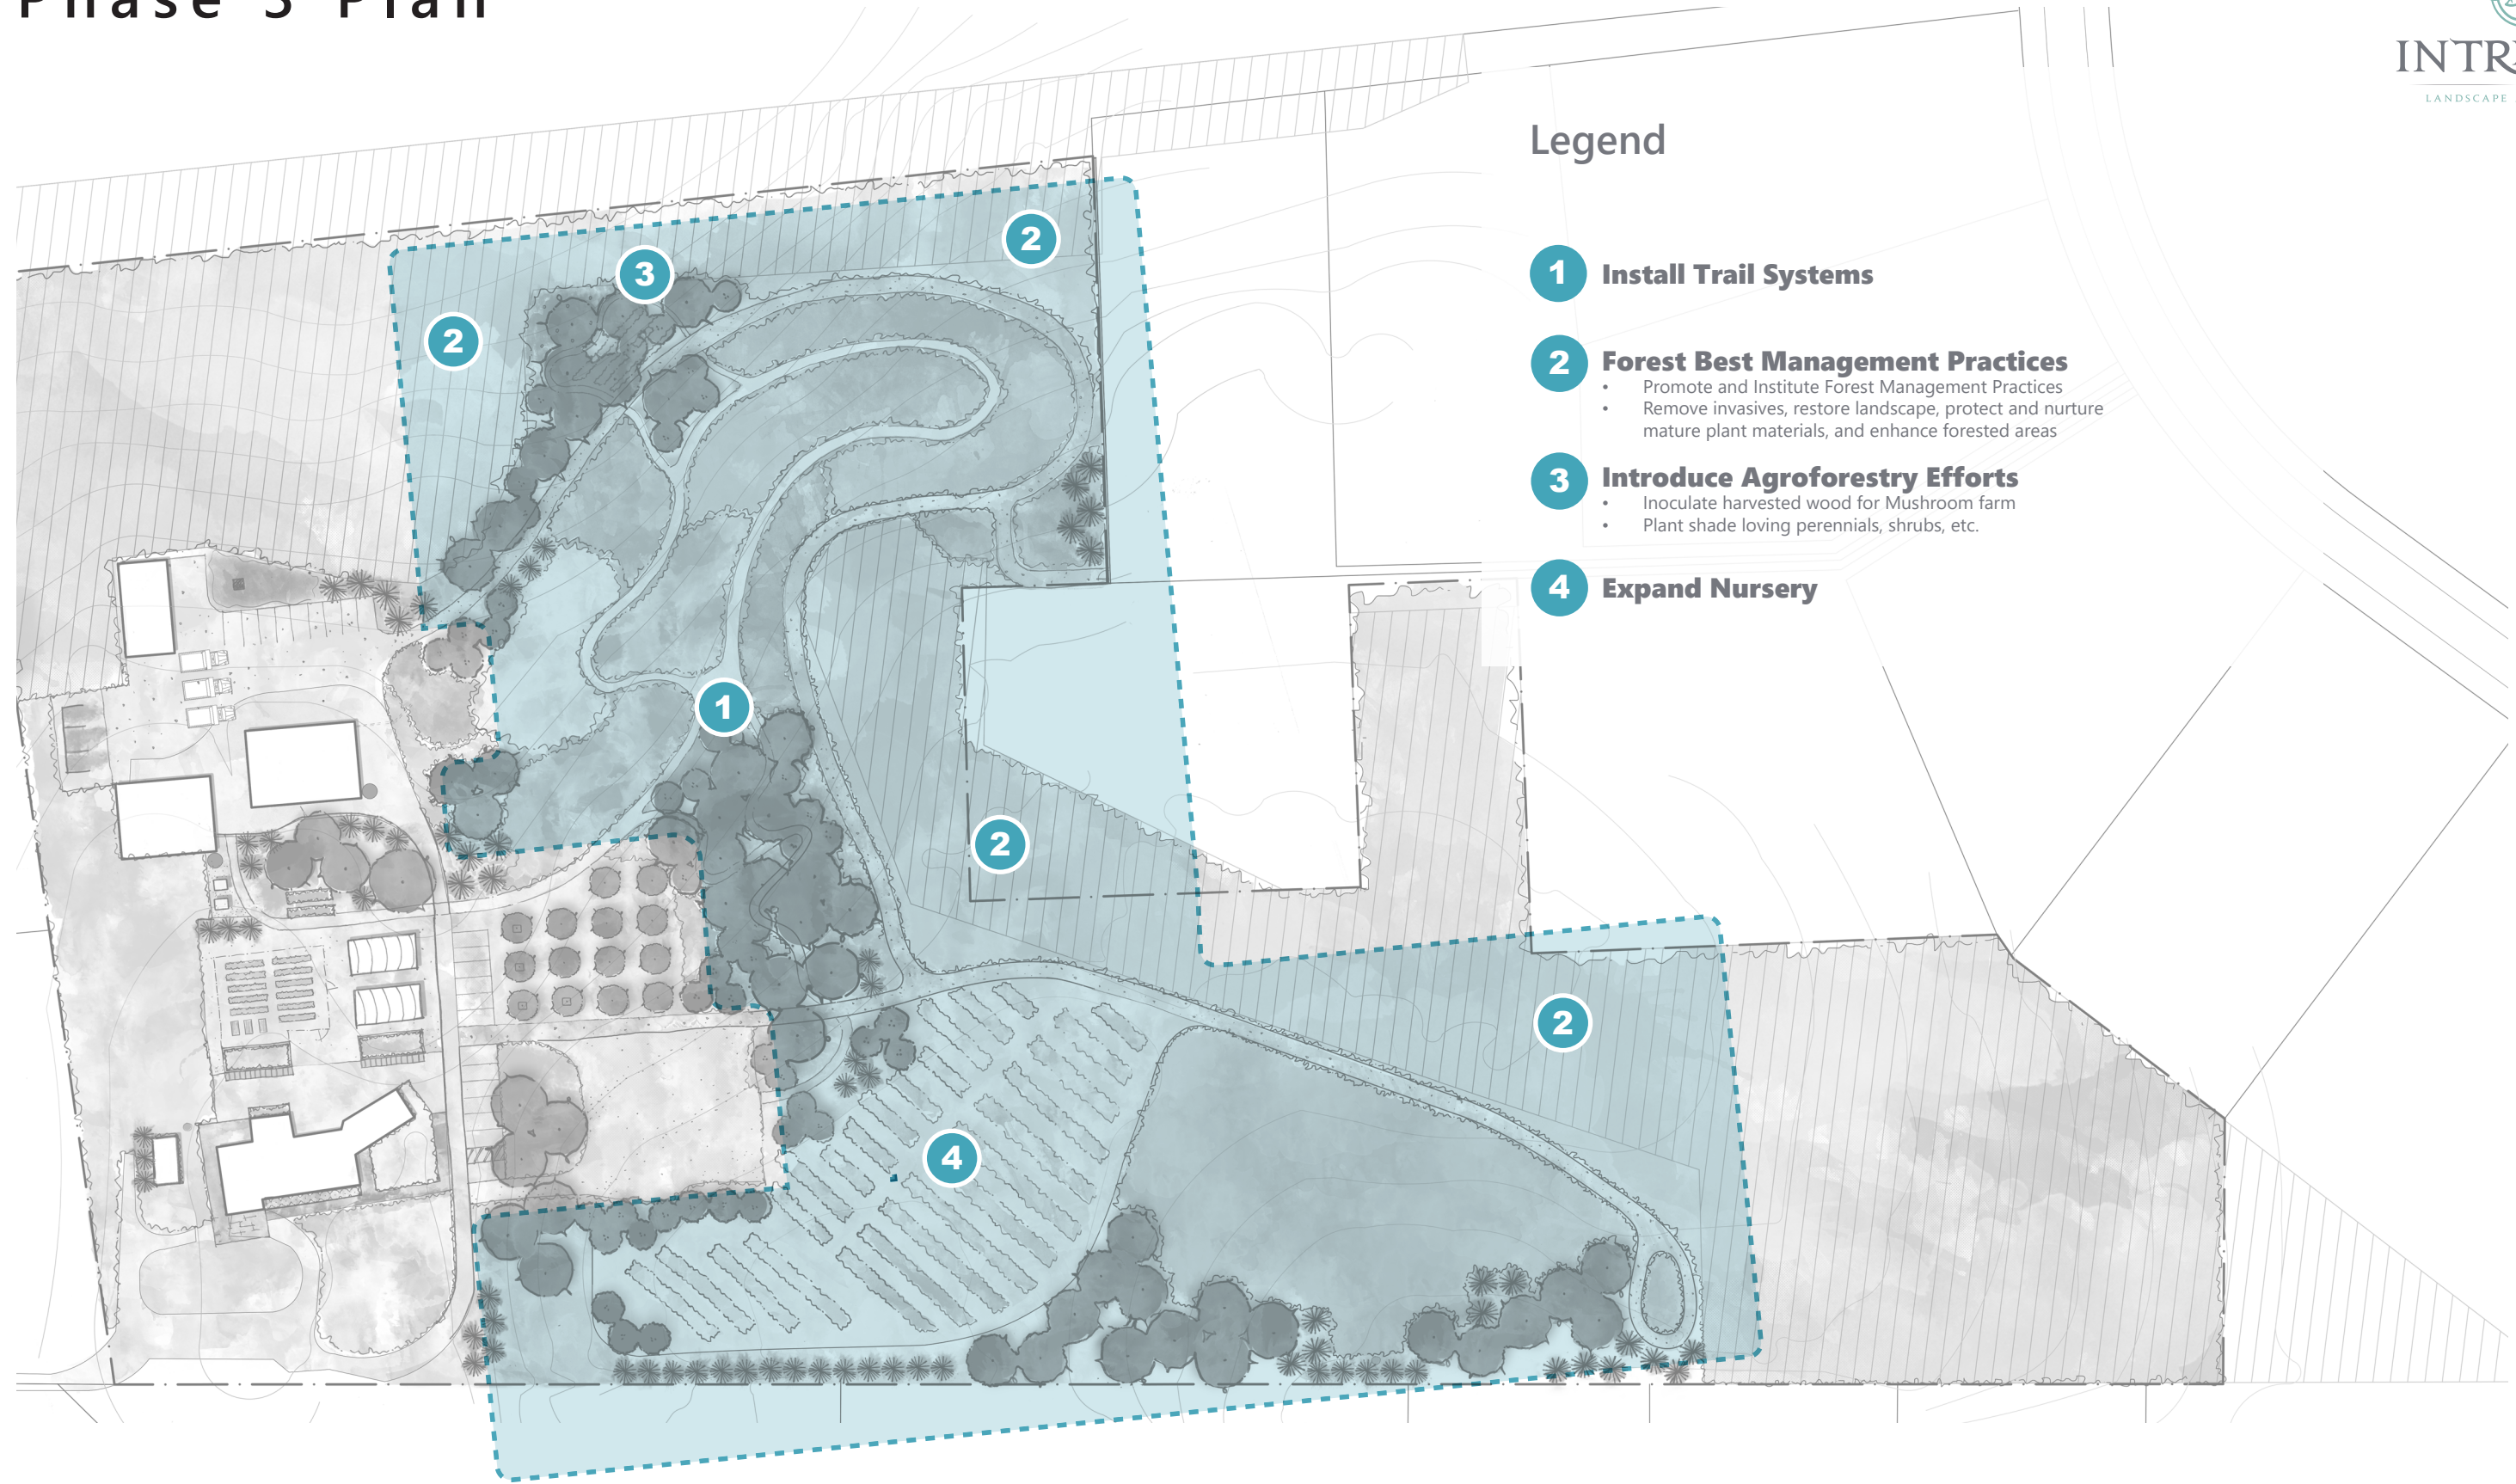 Phase 3 Plan
INTR
LANDSCAPE
Legend
1 Install Trail Systems
2 Forest Best Management Practices
• Promote and Institute Forest Management Practices
• Remove invasives, restore landscape, protect and nurture
mature plant materials, and enhance forested areas
3 Introduce Agroforestry Efforts
• Inoculate harvested wood for Mushroom farm
• Plant shade loving perennials, shrubs, etc.
4 Expand Nursery
2
3
2
1
2
2
4